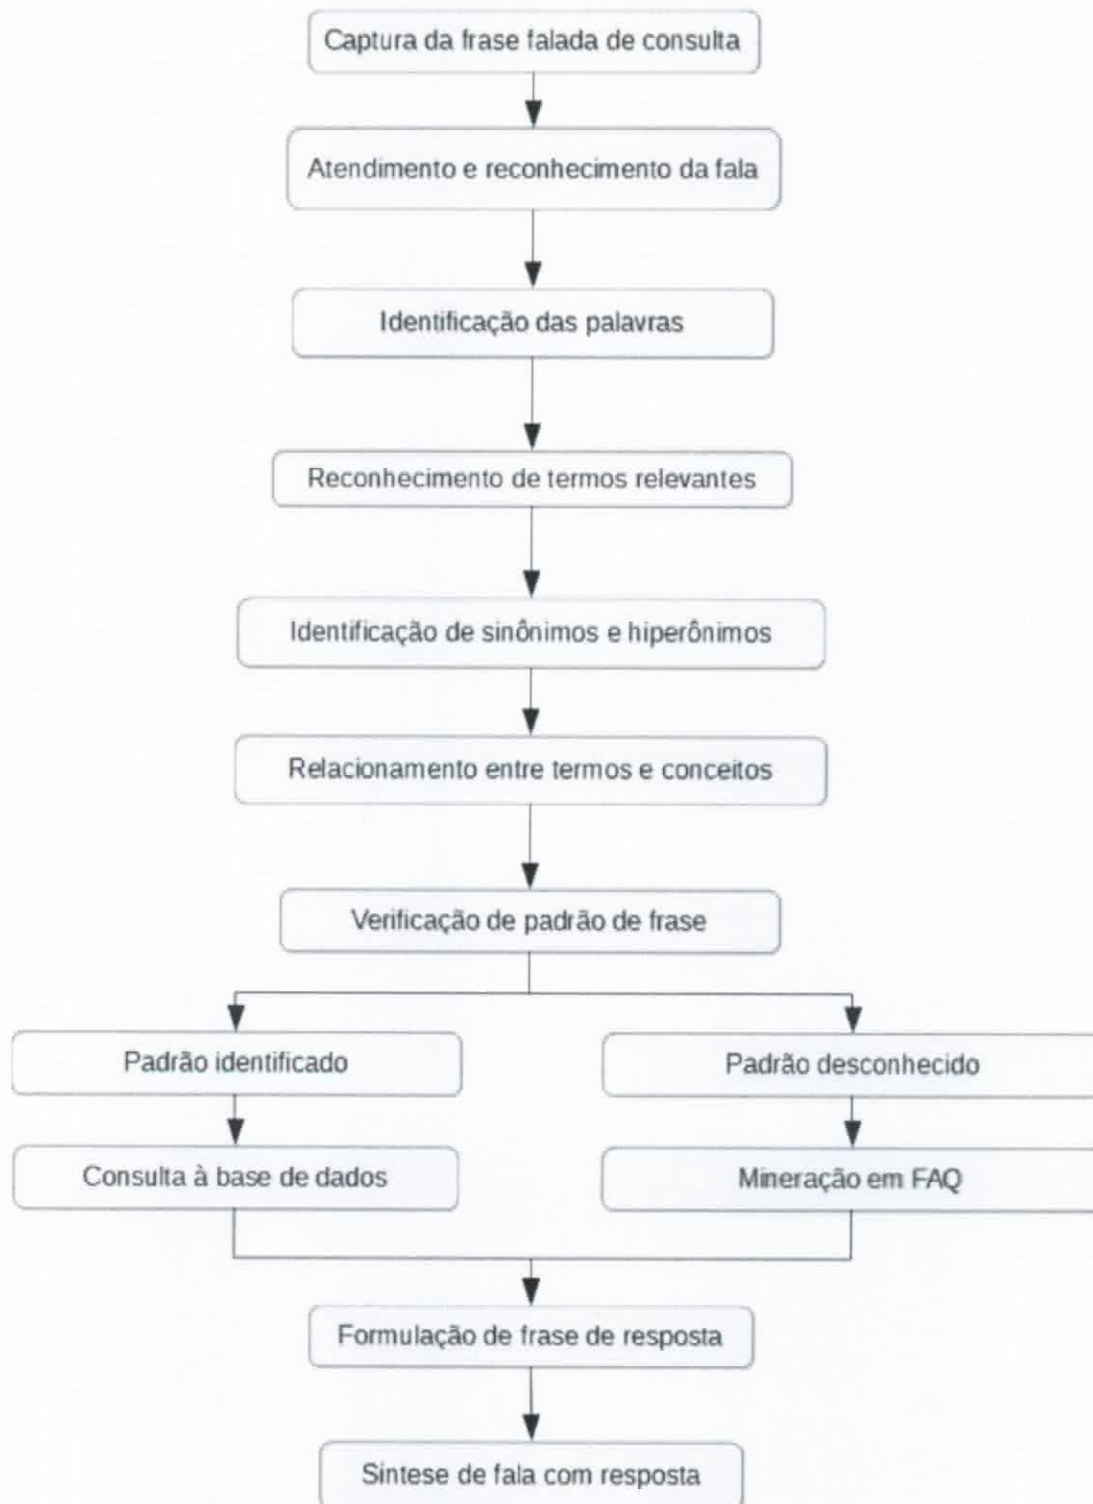 Captura da frase falada de consulta
Atendimento e reconhecimento da fala
Identificação das palavras
Reconhecimento de termos relevantes
Identificação de sinônimos e hiperônimos
Relacionamento entre termos e conceitos
Verificação de padrão de frase
Padrão identificado
Padrão desconhecido
Consulta à base de dados
Mineração em FAQ
Formulação de frase de resposta
Síntese de fala com resposta